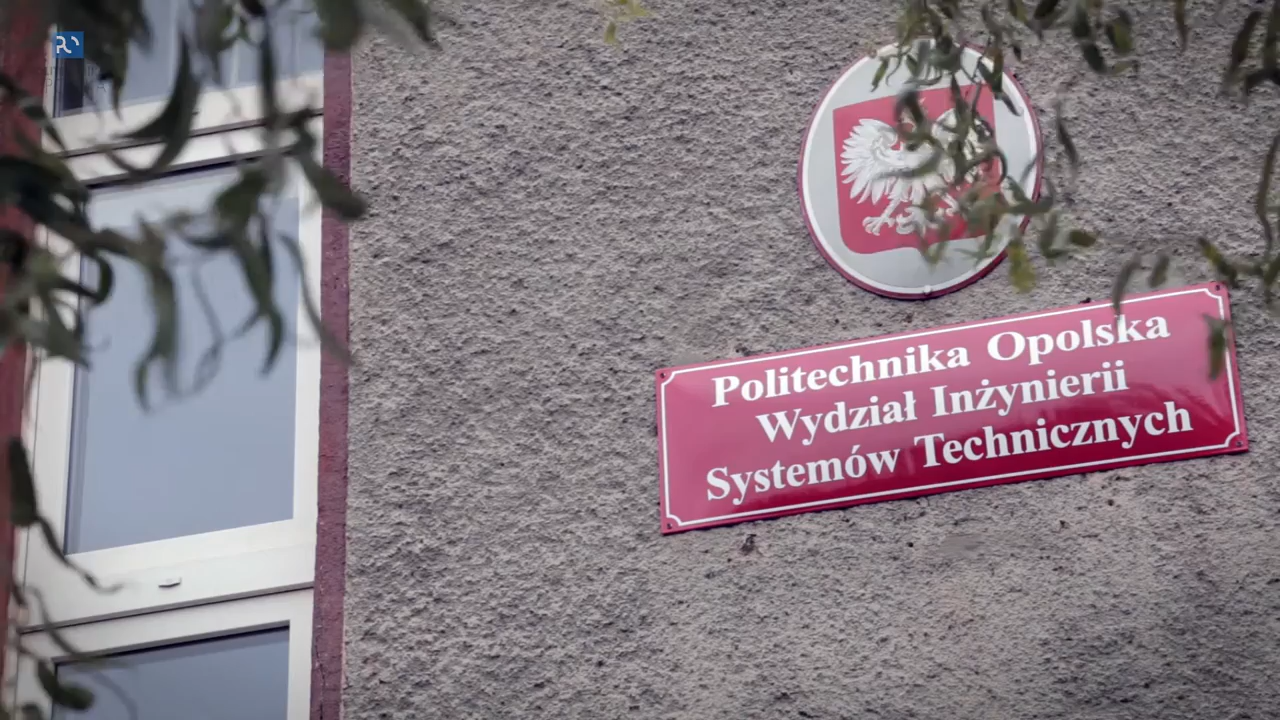 Politechnika Opolska
Wydział Inżynierii
Systemów Technicznych